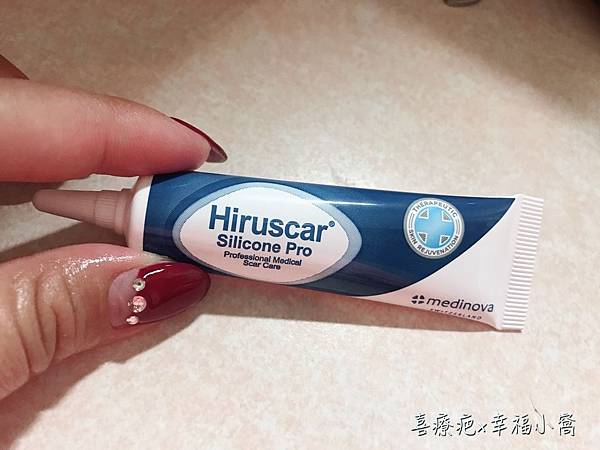 Hiruscar®
Silicone Pro
Professional Medical
Scar Care
THERAPEUTIC
SKIN REJUVENATION
medinova
SWITZERLAND
喜療疤x幸福小窩